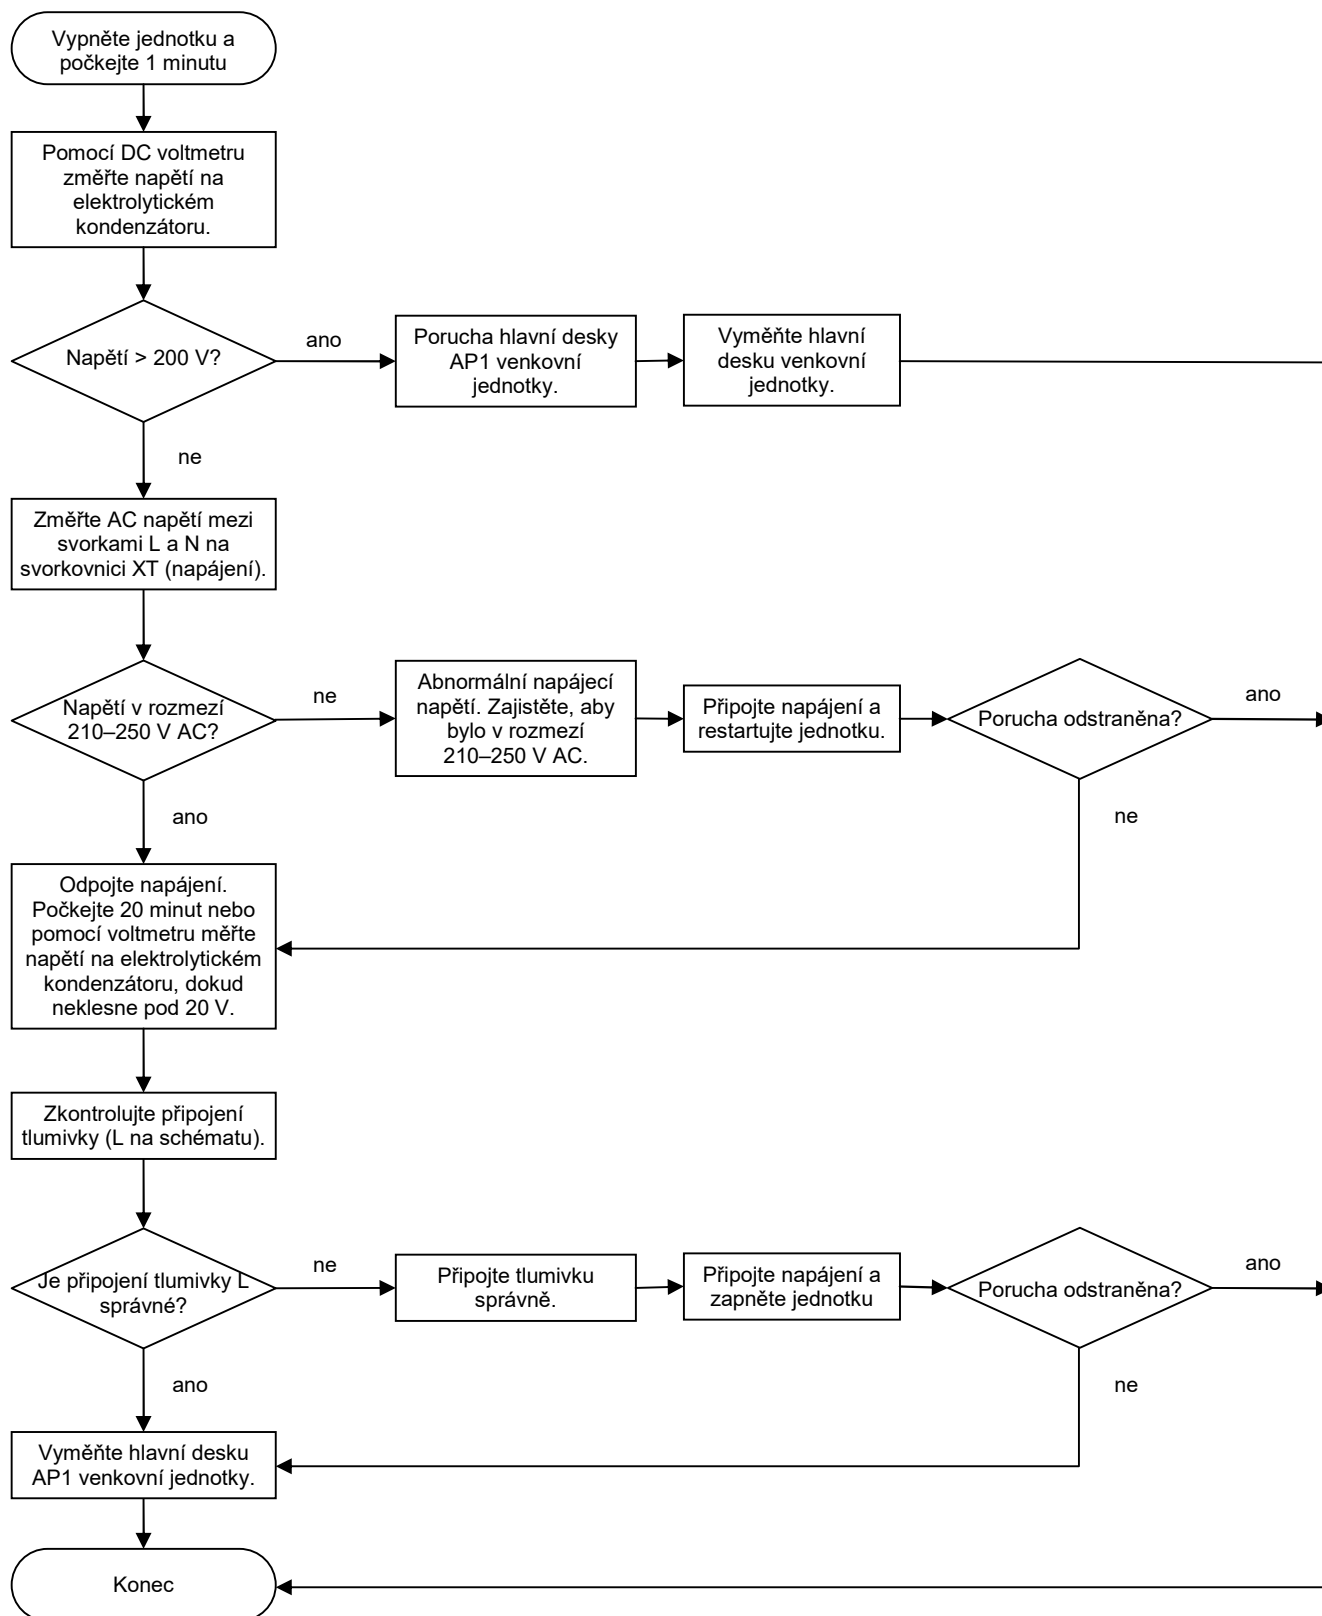 Vypněte jednotku a
počkejte 1 minutu
Pomocí DC voltmetru
změřte napětí na
elektrolytickém
kondenzátoru.
Napětí > 200 V?
ano
Porucha hlavní desky
AP1 venkovní
jednotky.
Vyměňte hlavní
desku venkovní
jednotky.
ne
Změřte AC napětí mezi
svorkami L a N na
svorkovnici XT (napájení).
Napětí v rozmezí
210–250 V AC?
ne
Abnormální napájecí
napětí. Zajistěte, aby
bylo v rozmezí
210–250 V AC.
Připojte napájení a
restartujte jednotku.
Porucha odstraněna?
ano
ano
ne
Odpojte napájení.
Počkejte 20 minut nebo
pomocí voltmetru měřte
napětí na elektrolytickém
kondenzátoru, dokud
neklesne pod 20 V.
Zkontrolujte připojení
tlumivky (L na schématu).
Je připojení tlumivky L
správné?
ne
Připojte tlumivku
správně.
Připojte napájení a
zapněte jednotku
Porucha odstraněna?
ano
ano
ne
Vyměňte hlavní desku
AP1 venkovní jednotky.
Konec